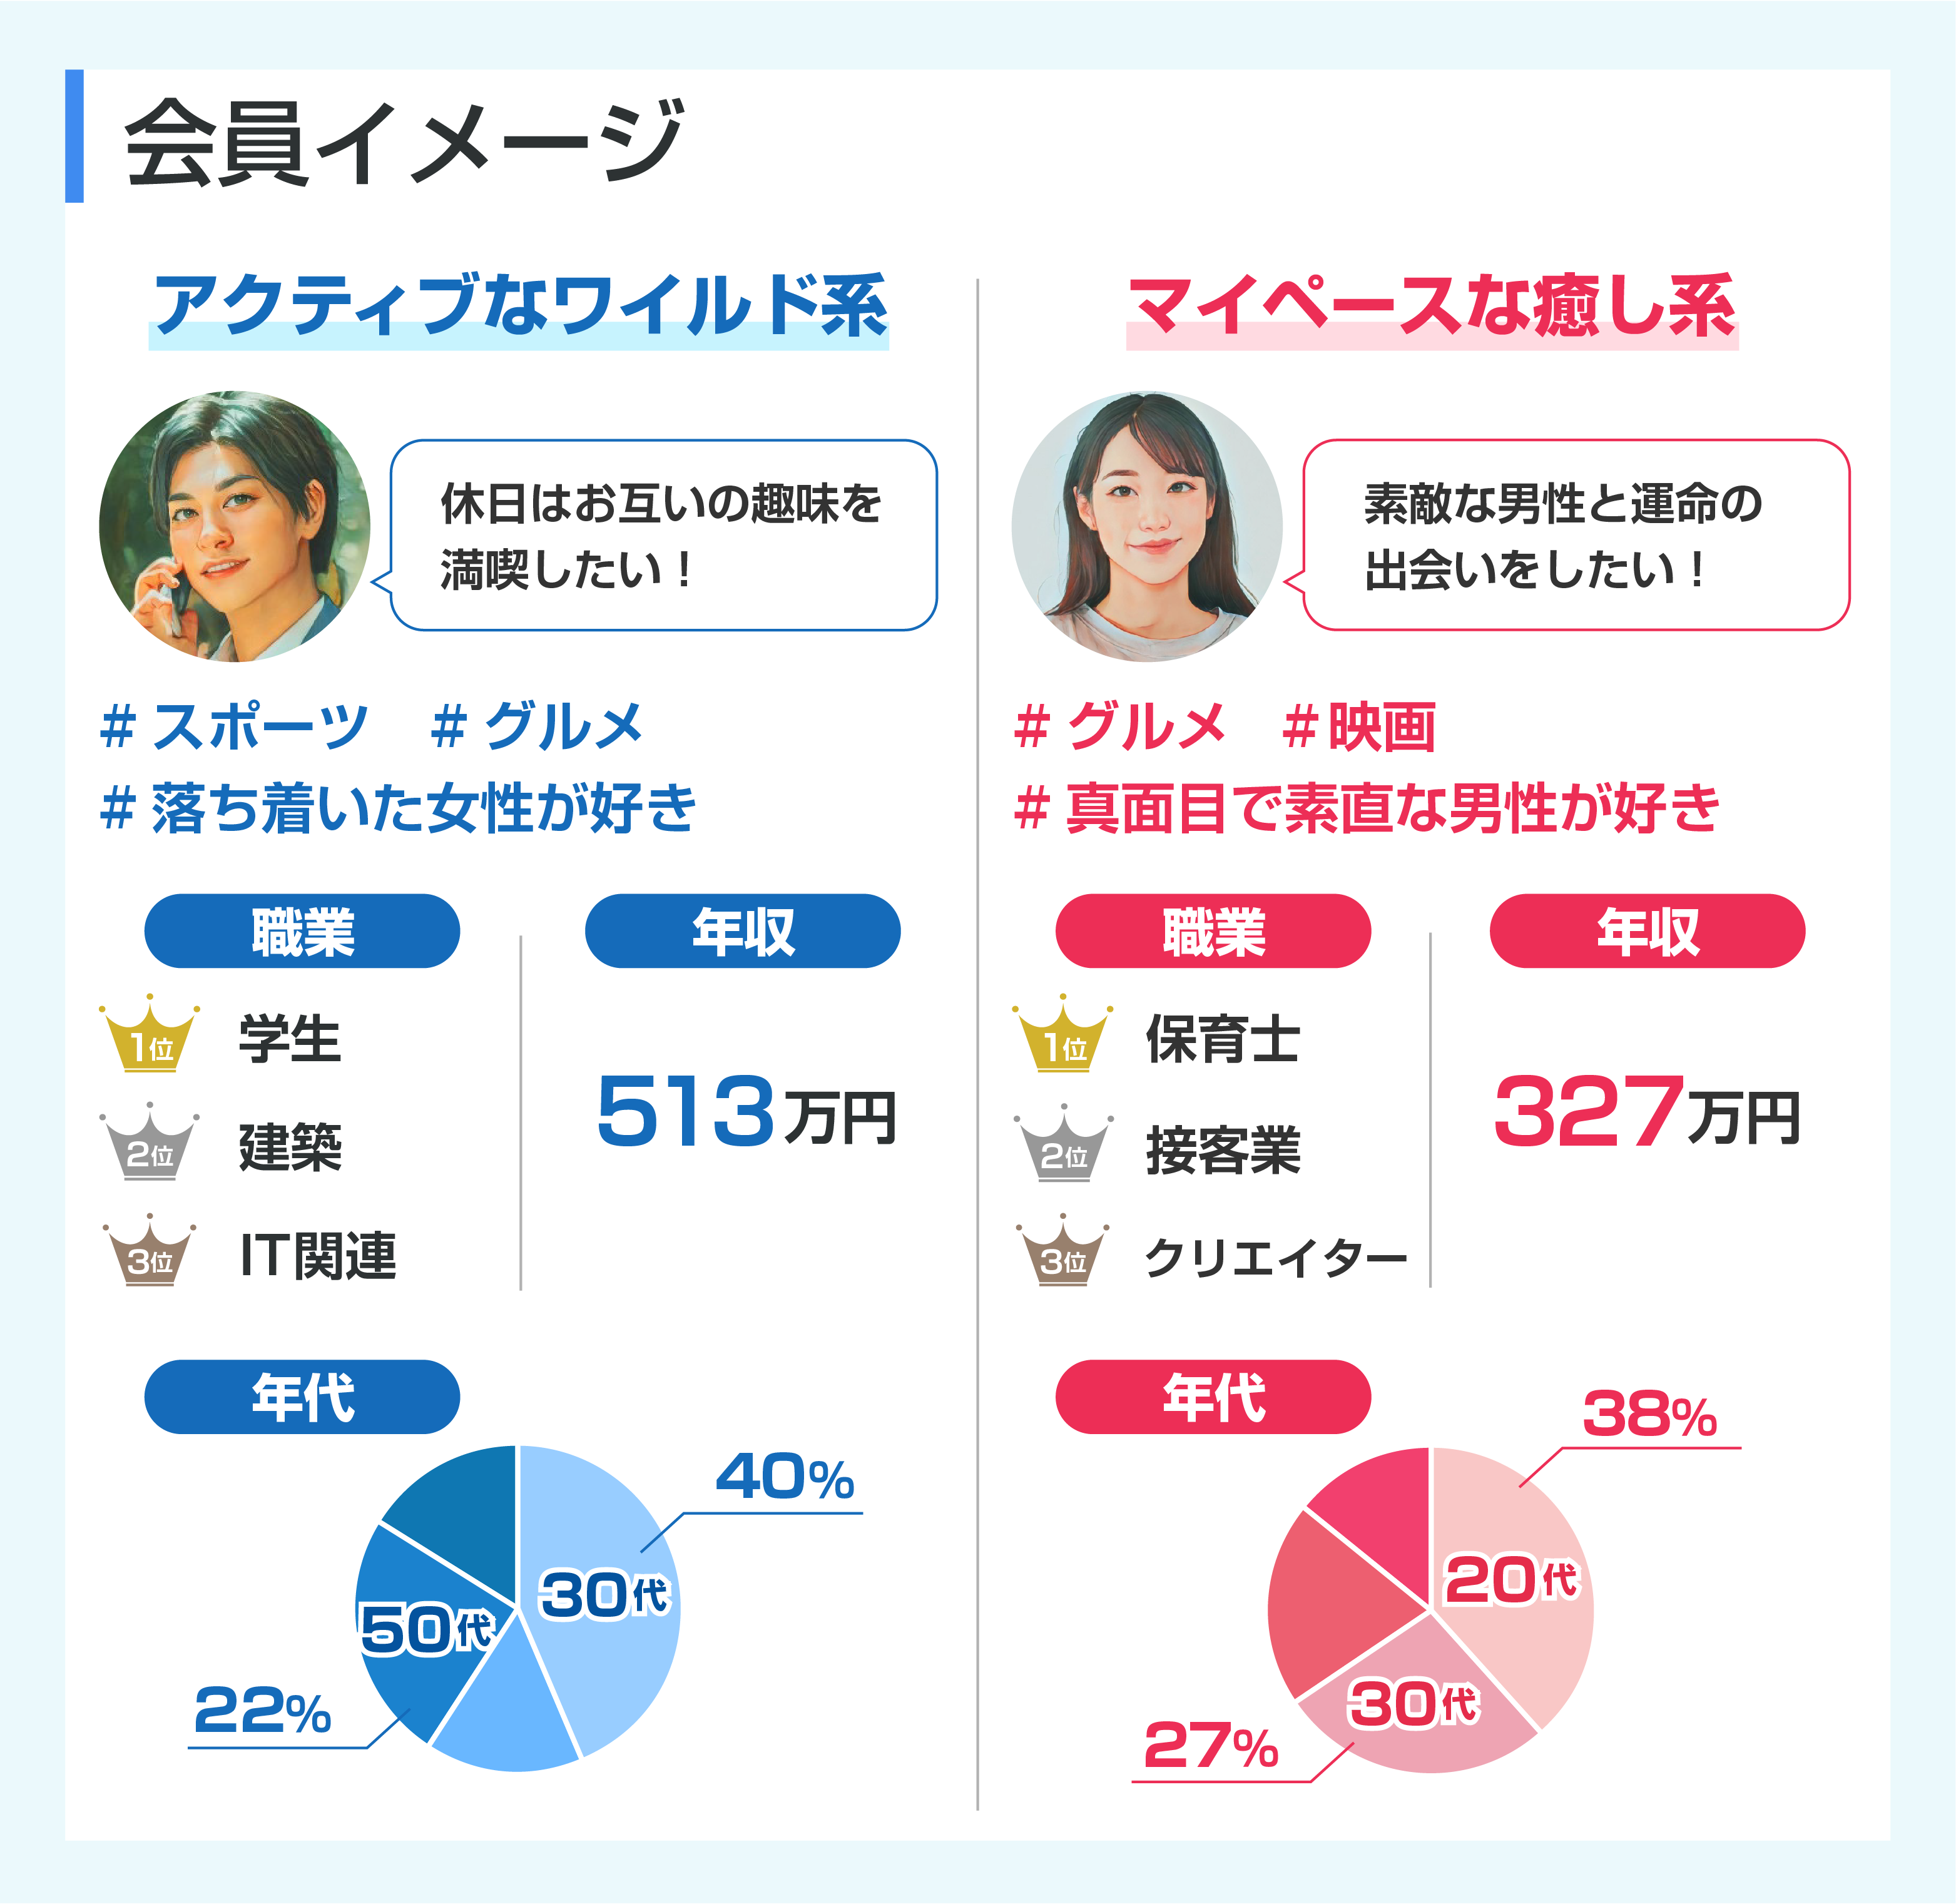 会員イメージ
アクティブなワイルド系
休日はお互いの趣味を
満喫したい！
# スポーツ # グルメ
# 落ち着いた女性が好き
職業
1位 学生
2位 建築
3位 IT関連
年収
513万円
年代
40%
30代
50代
22%
マイペースな癒し系
素敵な男性と運命の
出会いをしたい！
# グルメ # 映画
# 真面目で素直な男性が好き
職業
1位 保育士
2位 接客業
3位 クリエイター
年収
327万円
年代
38%
20代
30代
27%